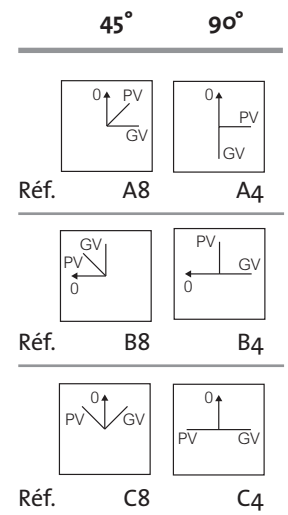 45° 90°
0 PV 0
GV PV
GV
Réf. A8 A4
GV PV
PV GV
0 0
Réf. B8 B4
0 0
PV GV PV GV
Réf. C8 C4